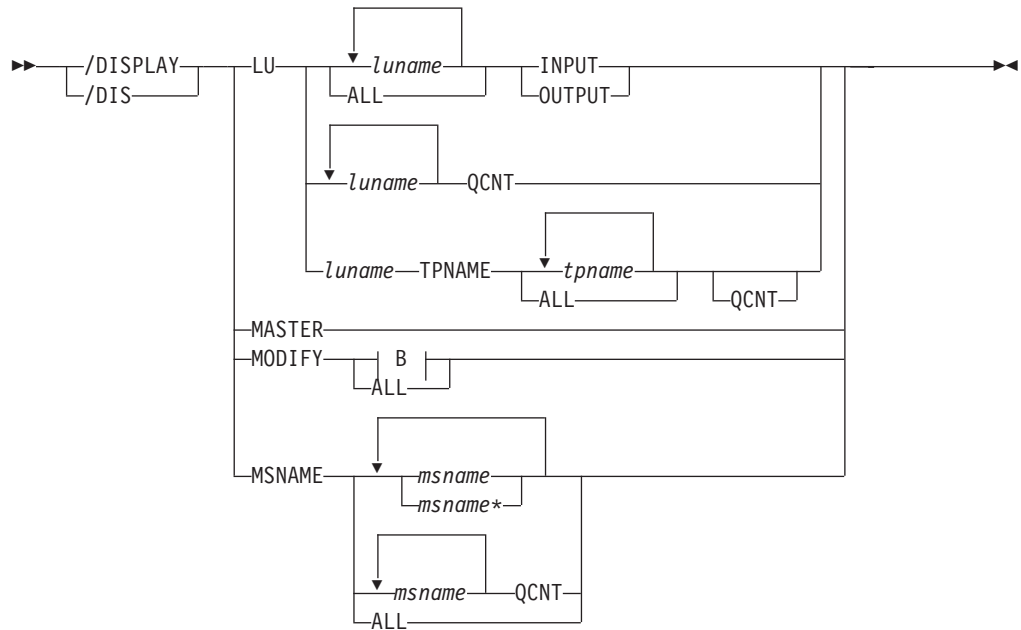 /DISPLAY LU luname INPUT
/DIS ALL OUTPUT
luname QCNT
luname TPNAME tpname
ALL QCNT
MASTER
MODIFY B
ALL
MSNAME msname
msname*
msname QCNT
ALL